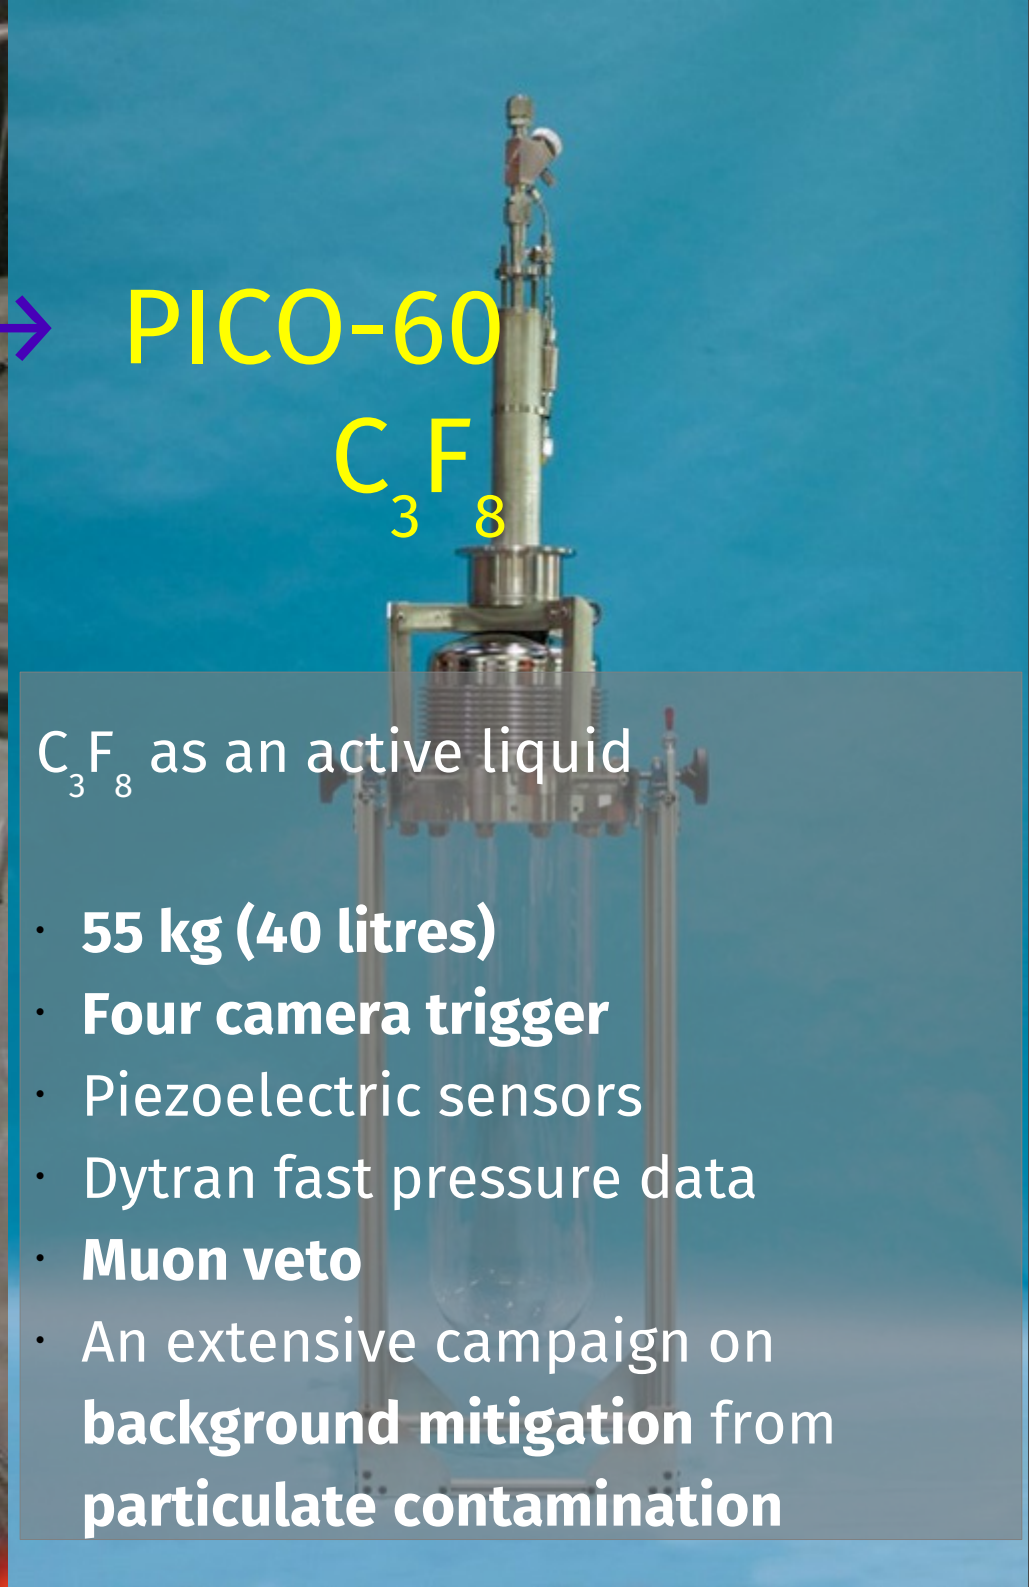 → PICO-60
C3F8
C3F8 as an active liquid
· 55 kg (40 litres)
· Four camera trigger
· Piezoelectric sensors
· Dytran fast pressure data
· Muon veto
· An extensive campaign on
background mitigation from
particulate contamination